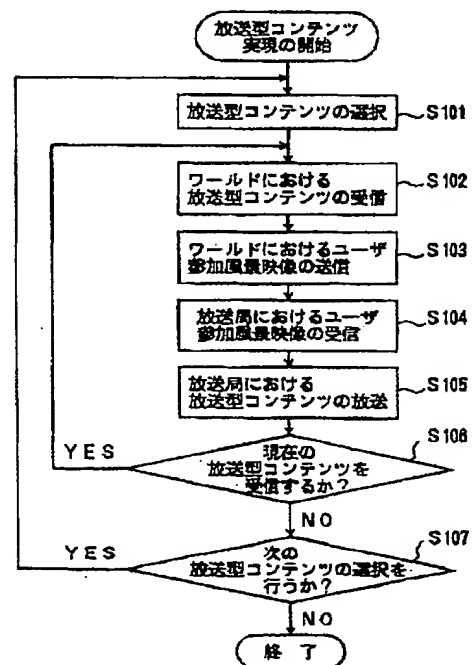 放送型コンテンツ
実現の開始
放送型コンテンツの選択
S101
ワールドにおける
放送型コンテンツの受信
S102
ワールドにおけるユーザ
参加風景映像の送信
S103
放送局におけるユーザ
参加風景映像の受信
S104
放送局における
放送型コンテンツの放送
S105
現在の
放送型コンテンツを
受信するか?
S106
YES
NO
次の
放送型コンテンツの選択を
行うか?
S107
YES
NO
終了